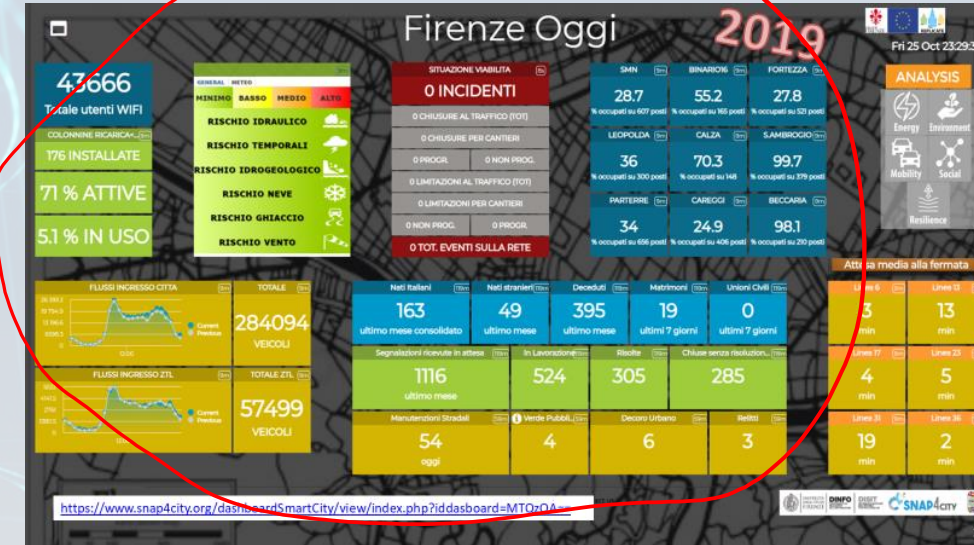 Firenze Oggi
2019
Fri 25 Oct 23:29:3
43666
Totale utenti WIFI
COLONNINE RICARICA
176 INSTALLATE
71 % ATTIVE
5.1 % IN USO
GENERAL METEO
MINIMO BASSO MEDIO ALTO
RISCHIO IDRAULICO
RISCHIO TEMPORALI
RISCHIO IDROGEOLOGICO
RISCHIO NEVE
RISCHIO GHIACCIO
RISCHIO VENTO
SITUAZIONE VIABILITA
0 INCIDENTI
0 CHIUSURE AL TRAFFICO (TOT)
0 CHIUSURE PER CANTIERI
0 PROGR. 0 NON PROG.
0 LIMITAZIONI AL TRAFFICO (TOT)
0 LIMITAZIONI PER CANTIERI
0 NON PROG. 0 PROGR.
0 TOT. EVENTI SULLA RETE
SMN BINARIO16 FORTEZZA
28.7 55.2 27.8
% occupati su 607 posti % occupati su 165 posti % occupati su 521 posti
LEOPOLDA CALZA S.AMBROGIO
36 70.3 99.7
% occupati su 300 posti % occupati su 148 % occupati su 379 posti
PARTERRE CAREGGI BECCARIA
34 24.9 98.1
% occupati su 656 posti % occupati su 406 posti % occupati su 210 posti
ANALYSIS
Energy Environment
Mobility Social
Resilience
FLUSSI INGRESSO CITTA TOTALE
Current
Previous
284094
VEICOLI
FLUSSI INGRESSO ZTL TOTALE ZTL
Current
Previous
57499
VEICOLI
Nati Italiani Nati stranieri Deceduti Matrimoni Unioni Civili
163 49 395 19 0
ultimo mese consolidato ultimo mese ultimo mese ultimi 7 giorni ultimi 7 giorni
Segnalazioni ricevute in attesa In Lavorazione Risolte Chiuse senza risoluzion...
1116 524 305 285
ultimo mese
Manutenzioni Stradali Verde Pubbli... Decoro Urbano Relitti
54 4 6 3
oggi
Attesa media alla fermata
Linea 6 Linea 13
3 13
min min
Linea 17 Linea 23
4 5
min min
Linea 31 Linea 36
19 2
min min
https://www.snap4city.org/dashboardSmartCity/view/index.php?iddasboard=MTQzOA==
DINFO DISIT SNAP4CITY